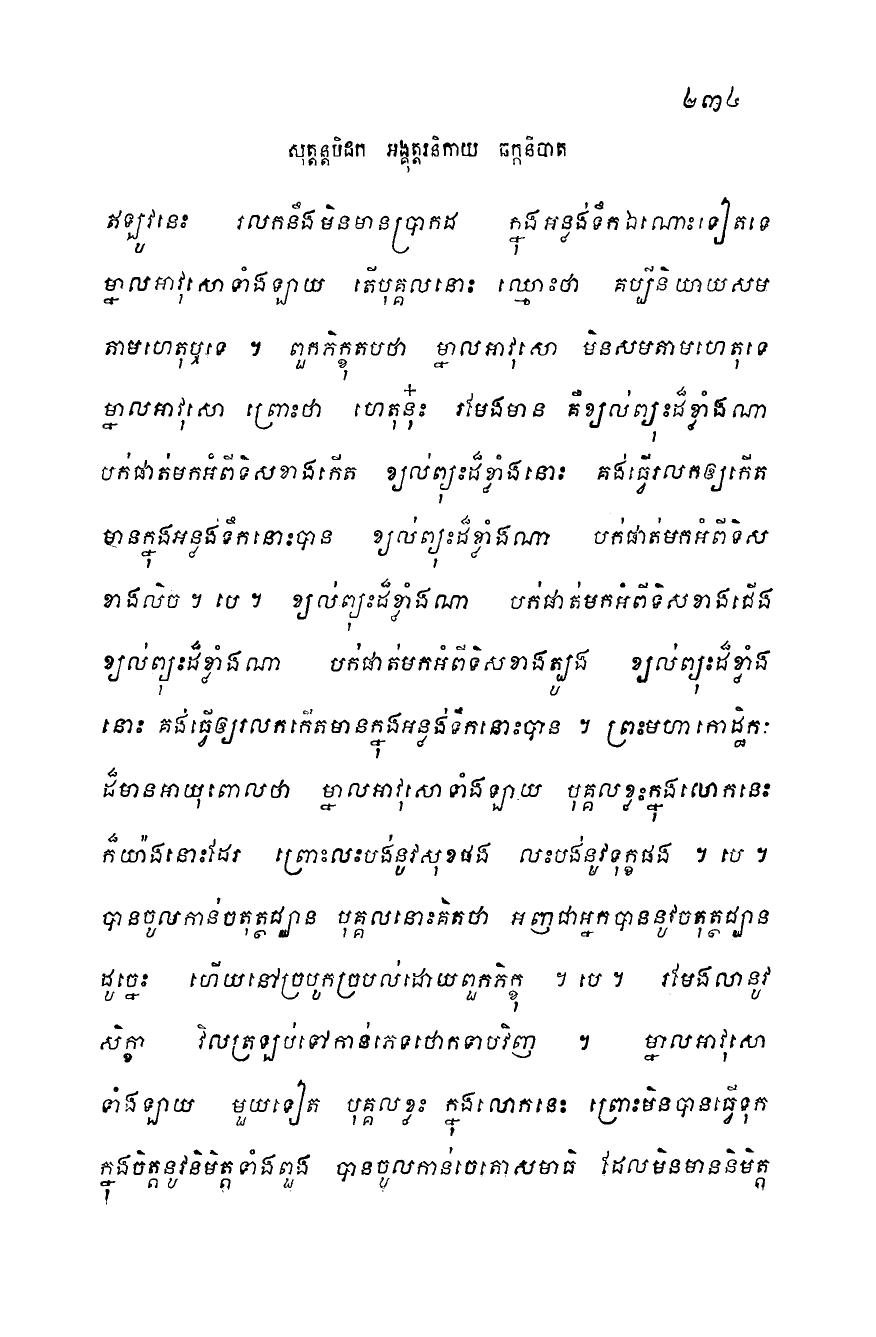 ២៣៤
សុត្តន្តបិដក អង្គុត្តរនិកាយ ឆក្កនិបាត
ឥឡូវនេះ រលកនឹងមិនមានប្រាកដ ក្នុងអន្លង់ទឹកឯណោះទៀតទេ
ម្នាលអាវុសោទាំងឡាយ តើបុគ្គលនោះ ឈ្មោះថា គប្បីនិយាយសម
តាមហេតុឬទេ ។ ពួកភិក្ខុតបថា ម្នាលអាវុសោ មិនសមតាមហេតុទេ
ម្នាលអាវុសោ ព្រោះថា ហេតុនុ៎ះ រមែងមាន គឺខ្យល់ព្យុះដ៏ខ្លាំងណា
បក់ផាត់មកអំពីទិសខាងកើត ខ្យល់ព្យុះដ៏ខ្លាំងនោះ គង់ធ្វើរលកឲ្យកើត
មានក្នុងអន្លង់ទឹកនោះបាន ខ្យល់ព្យុះដ៏ខ្លាំងណា បក់ផាត់មកអំពីទិស
ខាងលិច ។ បេ ។ ខ្យល់ព្យុះដ៏ខ្លាំងណា បក់ផាត់មកអំពីទិសខាងជើង
ខ្យល់ព្យុះដ៏ខ្លាំងណា បក់ផាត់មកអំពីទិសខាងត្បូង ខ្យល់ព្យុះដ៏ខ្លាំង
នោះ គង់ធ្វើឲ្យរលកកើតមានក្នុងអន្លង់ទឹកនោះបាន ។ ព្រះមហាកោដ្ឋិកៈ
ដ៏មានអាយុពោលថា ម្នាលអាវុសោទាំងឡាយ បុគ្គលខ្លះក្នុងលោកនេះ
ក៏យ៉ាងនោះដែរ ព្រោះលះបង់នូវសុខផង លះបង់នូវទុក្ខផង ។ បេ ។
បានចូលកាន់ចតុត្ថជ្ឈាន បុគ្គលនោះគិតថា អញជាអ្នកបាននូវចតុត្ថជ្ឈាន
ដូច្នេះ ហើយនៅច្របូកច្របល់ដោយពួកភិក្ខុ ។ បេ ។ រមែងលានូវ
សិក្ខា វិលត្រឡប់ទៅកាន់ភេទថោកទាបវិញ ។ ម្នាលអាវុសោ
ទាំងឡាយ មួយទៀត បុគ្គលខ្លះ ក្នុងលោកនេះ ព្រោះមិនបានធ្វើទុក
ក្នុងចិត្តនូវនិមិត្តទាំងពួង បានចូលកាន់ចេតោសមាធិ ដែលមិនមាននិមិត្ត